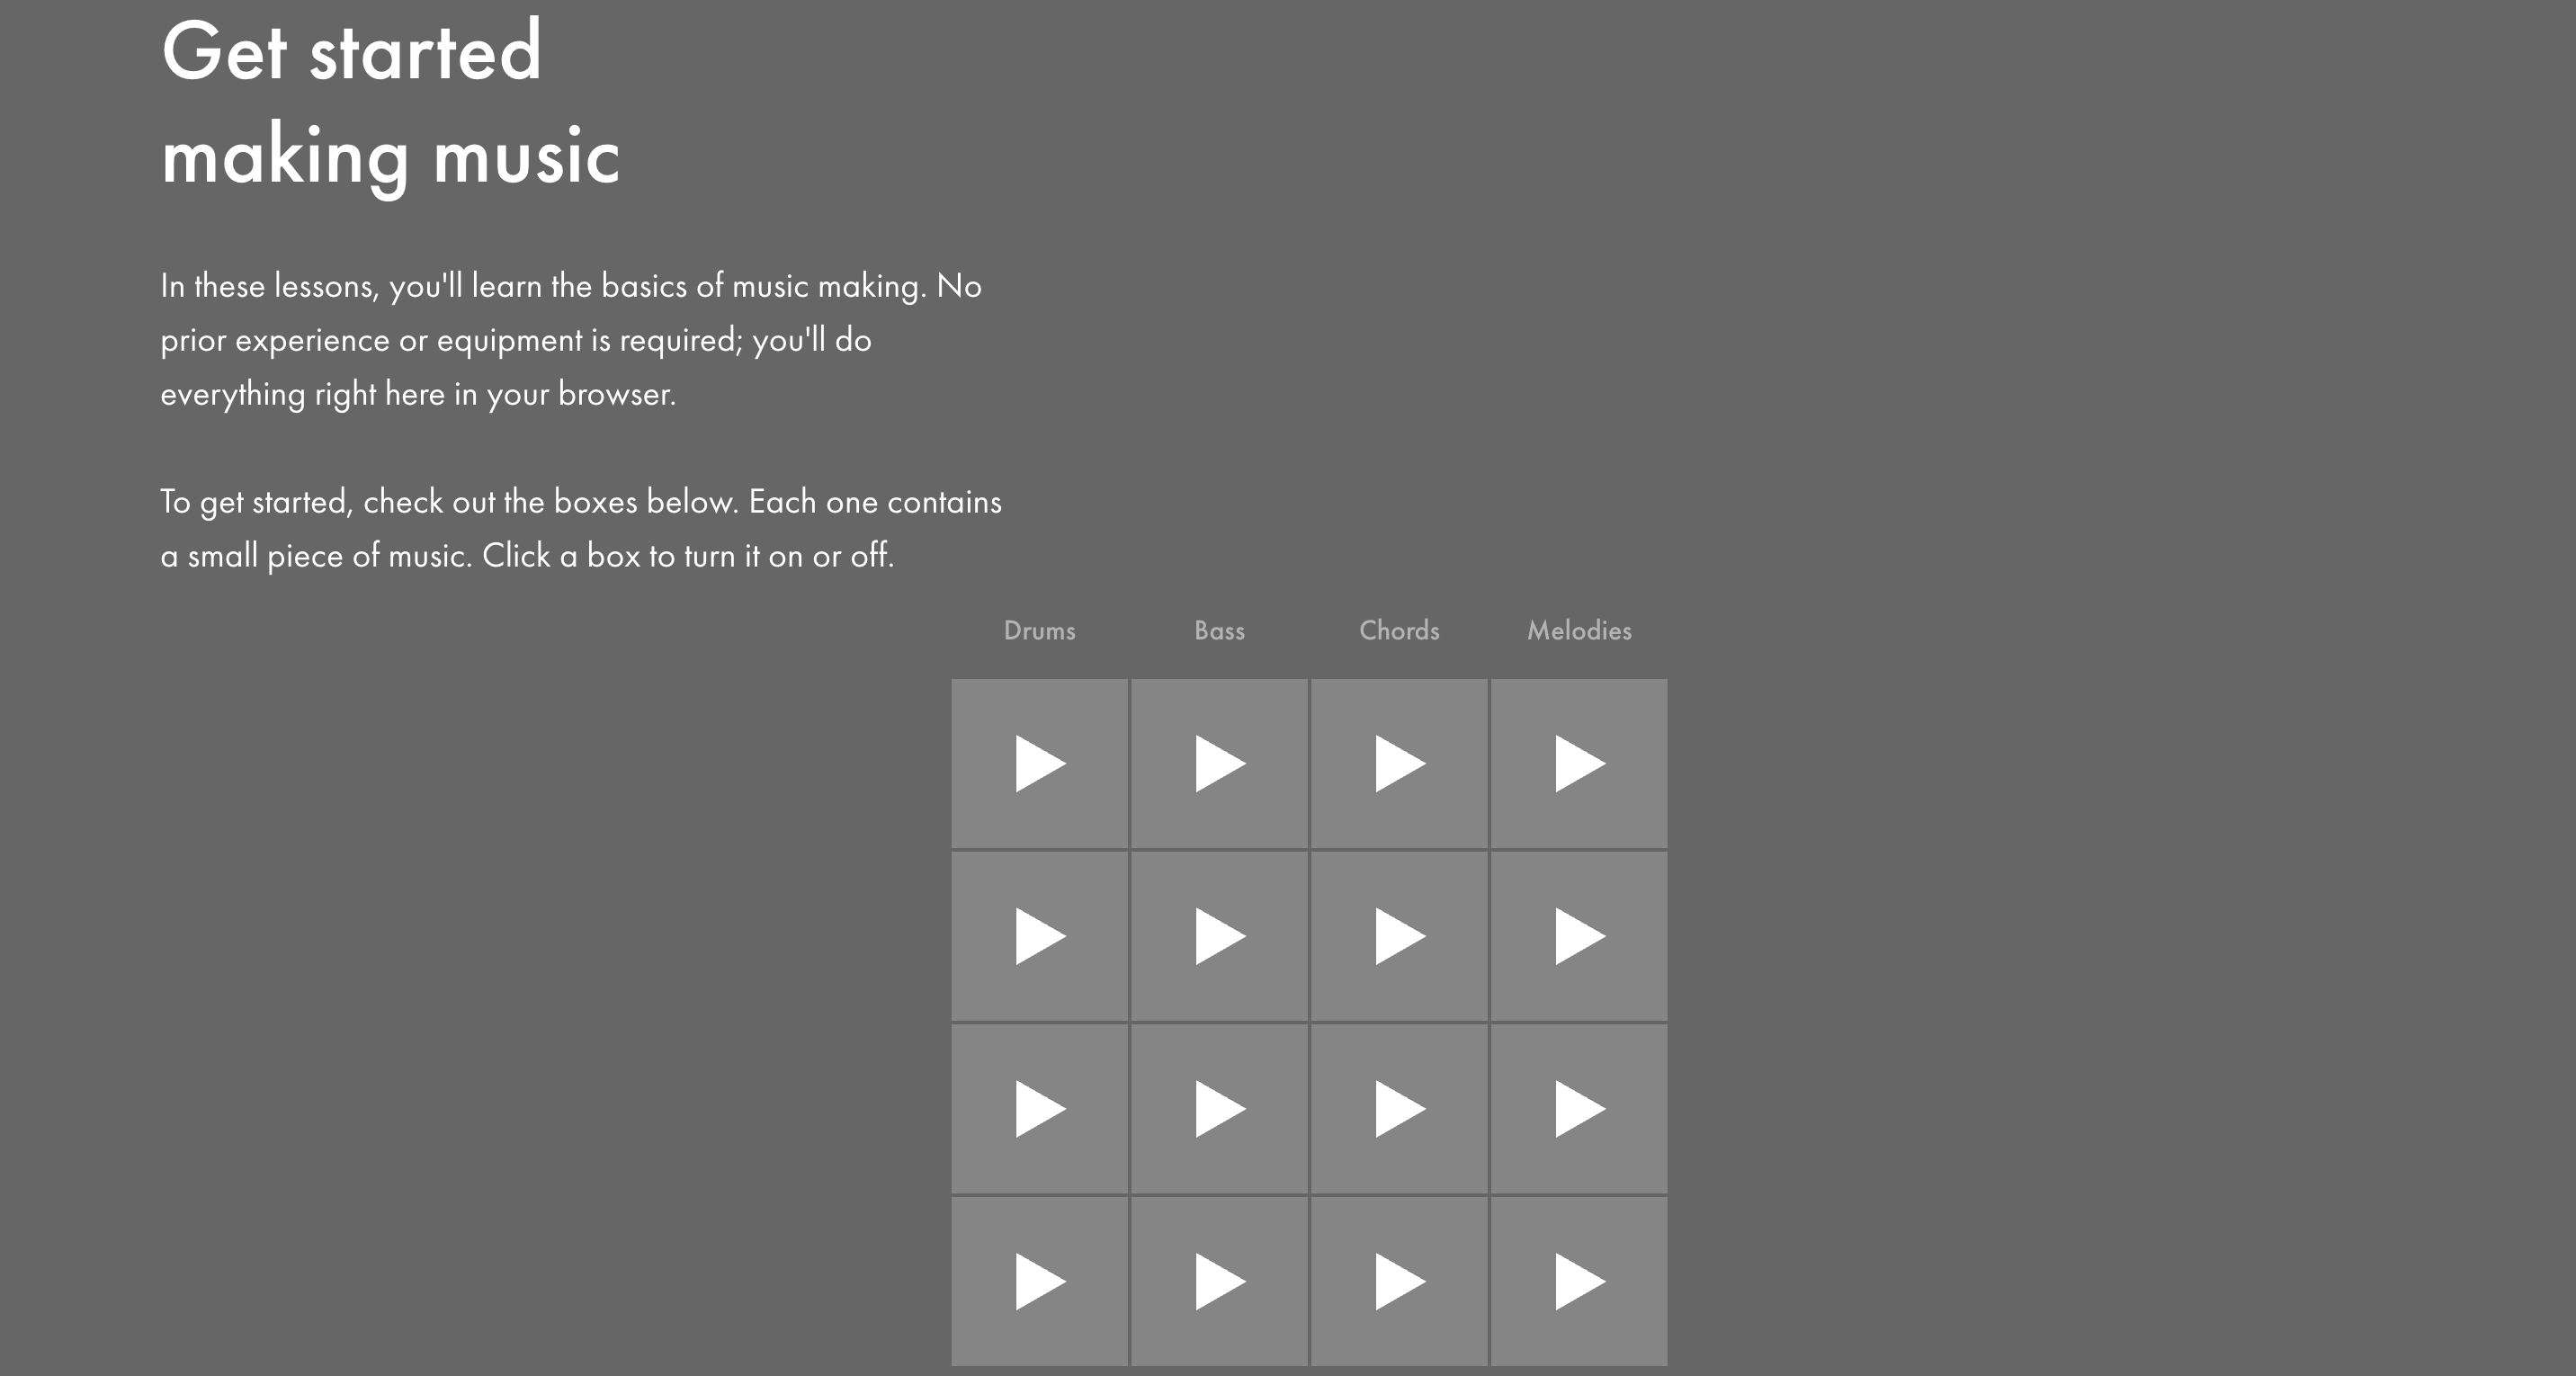 Get started
making music
In these lessons, you'll learn the basics of music making. No
prior experience or equipment is required; you'll do
everything right here in your browser.
To get started, check out the boxes below. Each one contains
a small piece of music. Click a box to turn it on or off.
Drums Bass Chords Melodies